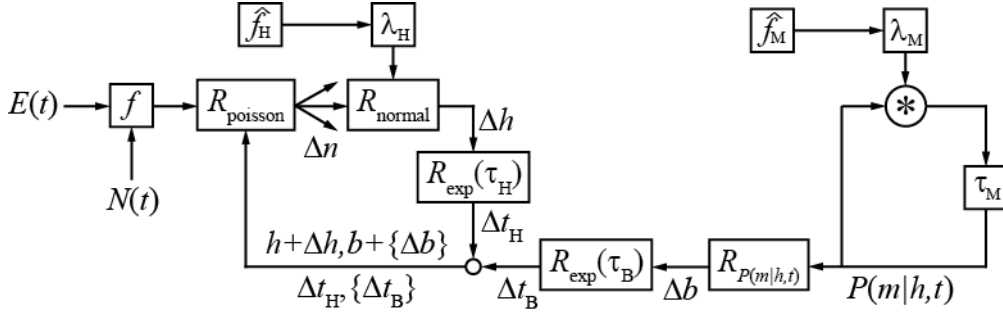 f̂_H
λ_H
f̂_M
λ_M
E(t)
f
R_poisson
R_normal
*
Δn
Δh
N(t)
R_exp(τ_H)
τ_M
Δt_H
h+Δh, b+{Δb}
R_exp(τ_B)
R_P(m|h,t)
Δt_H, {Δt_B}
Δt_B
Δb
P(m|h,t)